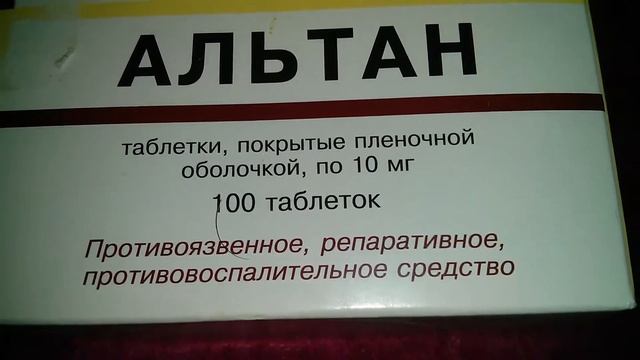 АЛЬТАН
таблетки, покрытые пленочной
оболочкой, по 10 мг
100 таблеток
Противоязвенное, репаративное,
противовоспалительное средство